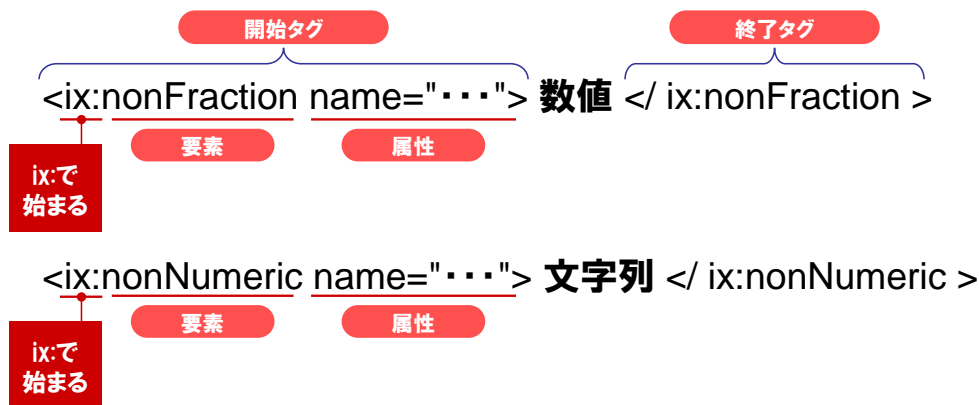 開始タグ 終了タグ
<ix:nonFraction name="・・・"> 数値 </ ix:nonFraction >
要素 属性
ix:で
始まる
<ix:nonNumeric name="・・・"> 文字列 </ ix:nonNumeric >
要素 属性
ix:で
始まる